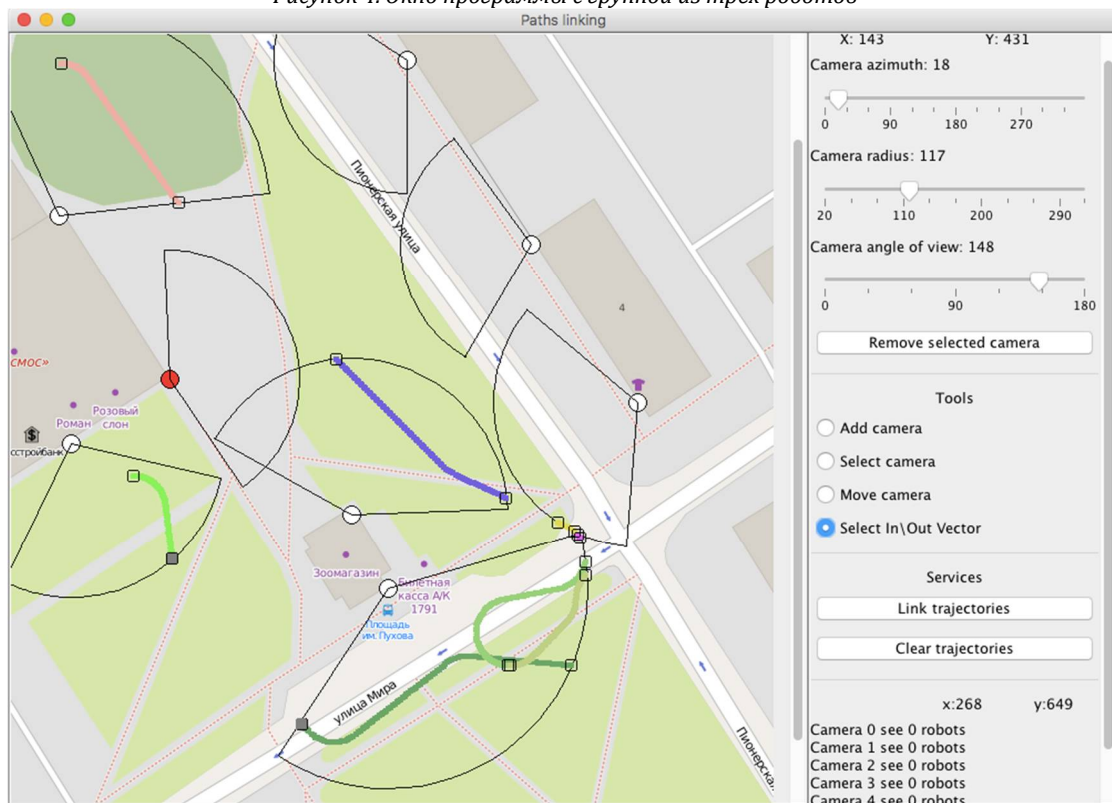 Рисунок 4. Окно программы с группой из трех роботов
Paths linking
X: 143 Y: 431
Camera azimuth: 18
0 90 180 270
Camera radius: 117
20 110 200 290
Camera angle of view: 148
0 90 180
Remove selected camera
Tools
Add camera
Select camera
Move camera
Select In\Out Vector
Services
Link trajectories
Clear trajectories
x:268 y:649
Camera 0 see 0 robots
Camera 1 see 0 robots
Camera 2 see 0 robots
Camera 3 see 0 robots
Camera 4 see 0 robots
Пионерская улица
4
смос»
Розовый
слон
Роман
сстройбанк
Зоомагазин
Билетная
касса А/К
1791
Площадь
им. Пухова
улица Мира
Пионерска